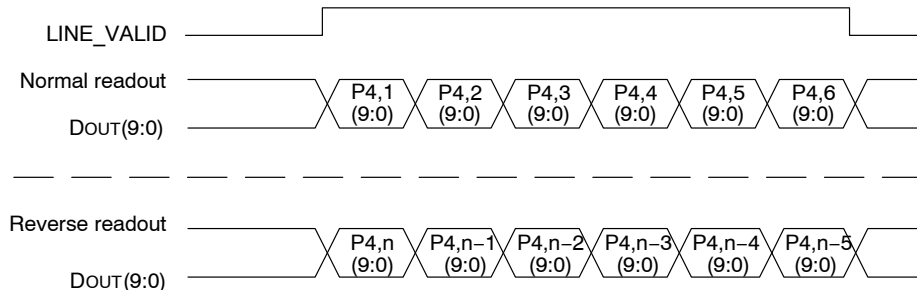 LINE_VALID
Normal readout
P4,1 P4,2 P4,3 P4,4 P4,5 P4,6
(9:0) (9:0) (9:0) (9:0) (9:0) (9:0)
DOUT(9:0)
Reverse readout
P4,n P4,n−1 P4,n−2 P4,n−3 P4,n−4 P4,n−5
(9:0) (9:0) (9:0) (9:0) (9:0) (9:0)
DOUT(9:0)